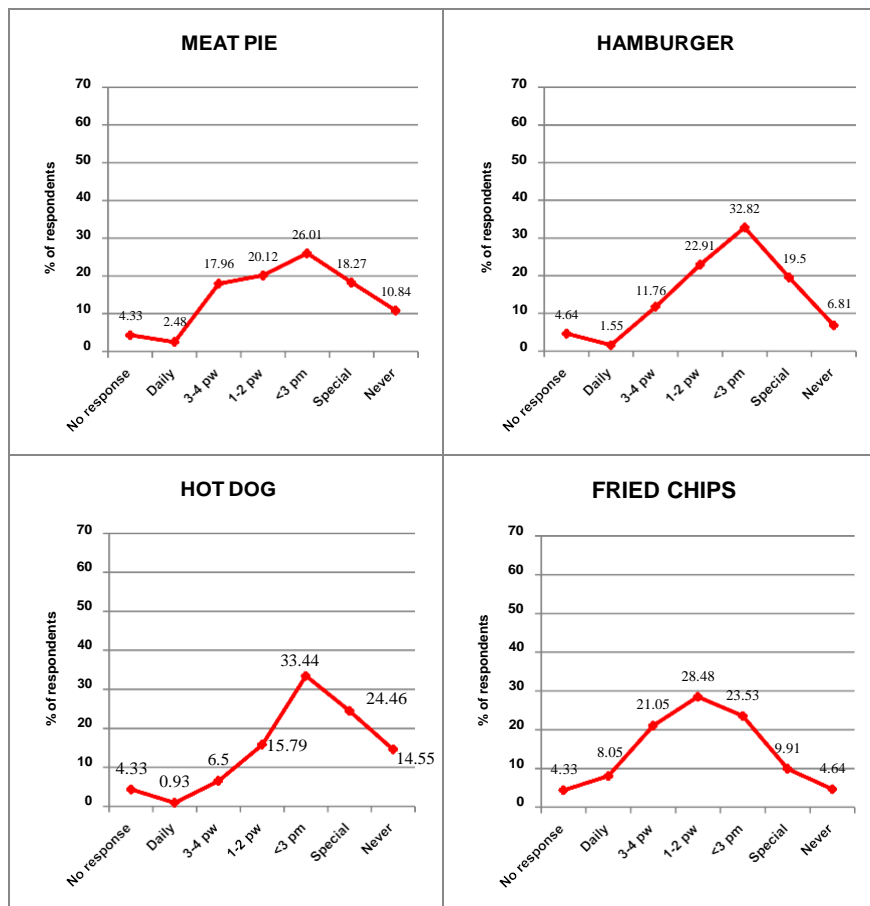 MEAT PIE
% of respondents
70
60
50
40
30
20
10
0
4.33
2.48
17.96
20.12
26.01
18.27
10.84
No response
Daily
3-4 pw
1-2 pw
<3 pm
Special
Never
HAMBURGER
% of respondents
70
60
50
40
30
20
10
0
4.64
1.55
11.76
22.91
32.82
19.5
6.81
No response
Daily
3-4 pw
1-2 pw
<3 pm
Special
Never
HOT DOG
% of respondents
70
60
50
40
30
20
10
0
4.33
0.93
6.5
15.79
33.44
24.46
14.55
No response
Daily
3-4 pw
1-2 pw
<3 pm
Special
Never
FRIED CHIPS
% of respondents
70
60
50
40
30
20
10
0
4.33
8.05
21.05
28.48
23.53
9.91
4.64
No response
Daily
3-4 pw
1-2 pw
<3 pm
Special
Never